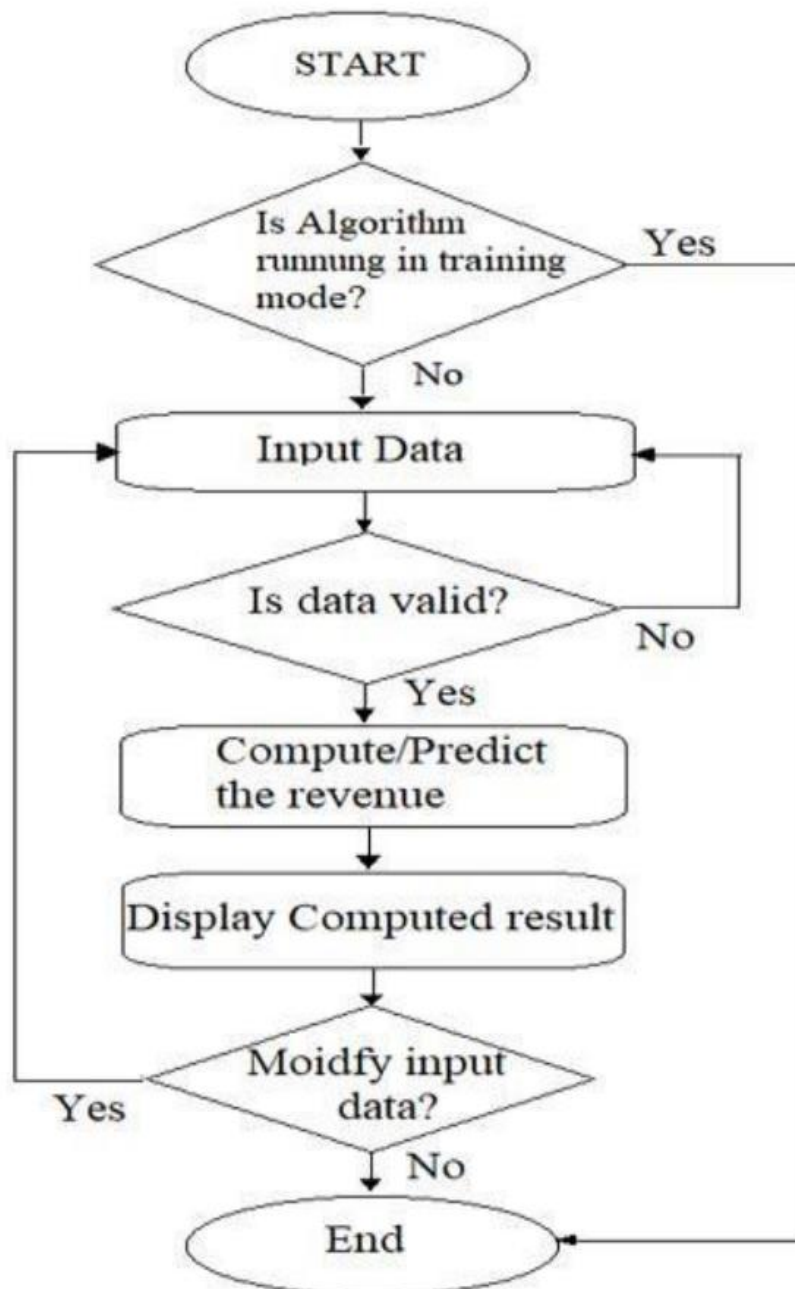 START
Is Algorithm
runnung in training
mode?
Yes
No
Input Data
Is data valid?
No
Yes
Compute/Predict
the revenue
Display Computed result
Moidfy input
data?
Yes
No
End